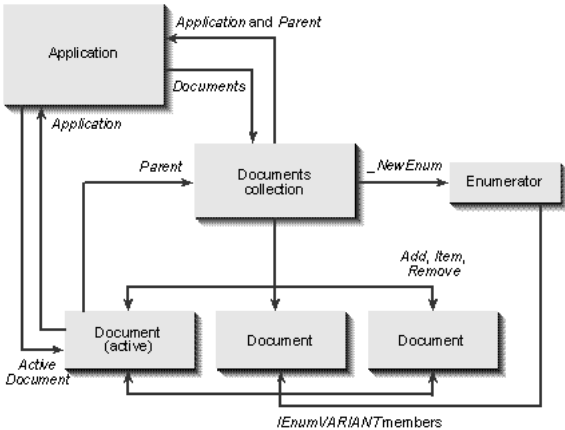 Application and Parent
Application
Documents
Application
Parent
Documents
collection
_NewEnum
Enumerator
Add, Item,
Remove
Document
(active)
Document
Document
Active
Document
IEnumVARIANT members